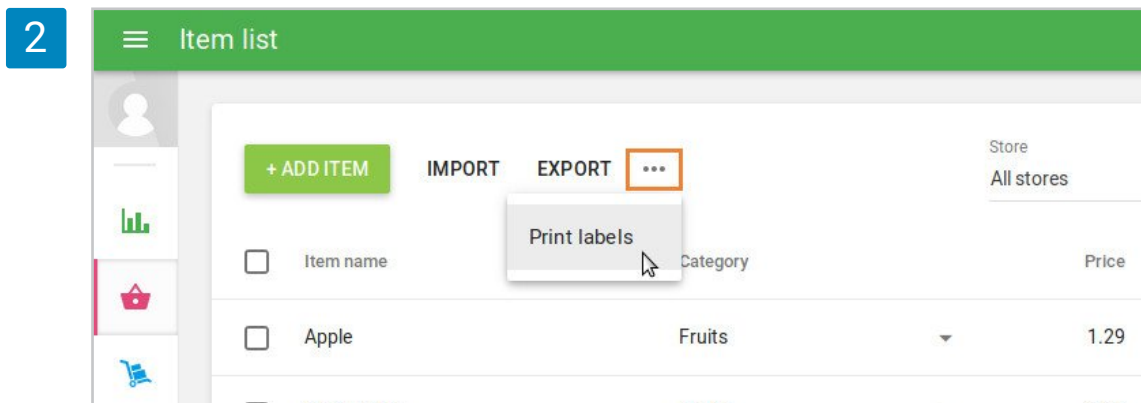 2
Item list
Store
+ ADD ITEM IMPORT EXPORT •••
All stores
Print labels
Item name Category Price
Apple Fruits 1.29